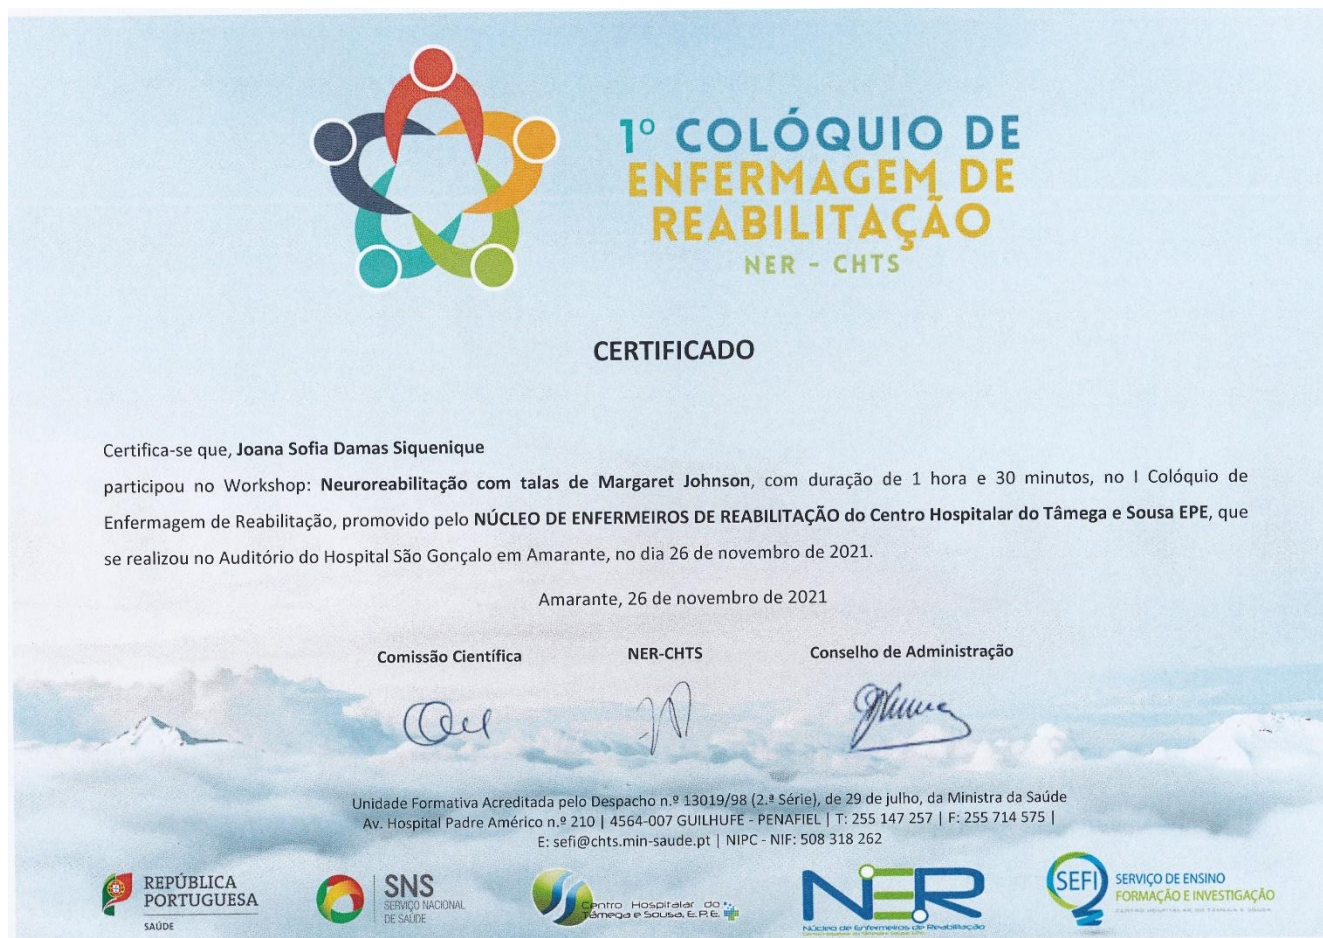 1º COLÓQUIO DE
ENFERMAGEM DE
REABILITAÇÃO
NER - CHTS
CERTIFICADO
Certifica-se que, Joana Sofia Damas Siquenique
participou no Workshop: Neuroreabilitação com talas de Margaret Johnson, com duração de 1 hora e 30 minutos, no I Colóquio de
Enfermagem de Reabilitação, promovido pelo NÚCLEO DE ENFERMEIROS DE REABILITAÇÃO do Centro Hospitalar do Tâmega e Sousa EPE, que
se realizou no Auditório do Hospital São Gonçalo em Amarante, no dia 26 de novembro de 2021.
Amarante, 26 de novembro de 2021
Comissão Científica NER-CHTS Conselho de Administração
Unidade Formativa Acreditada pelo Despacho n.º 13019/98 (2.ª Série), de 29 de julho, da Ministra da Saúde
Av. Hospital Padre Américo n.º 210 | 4564-007 GUILHUFE - PENAFIEL | T: 255 147 257 | F: 255 714 575 |
E: sefi@chts.min-saude.pt | NIPC - NIF: 508 318 262
REPÚBLICA
PORTUGUESA
SAÚDE
SNS
SERVIÇO NACIONAL
DE SAÚDE
Centro Hospitalar do
Tâmega e Sousa, E.P.E.
NER
Núcleo de Enfermeiros de Reabilitação
SEFI
SERVIÇO DE ENSINO
FORMAÇÃO E INVESTIGAÇÃO
CENTRO HOSPITALAR DO TÂMEGA E SOUSA